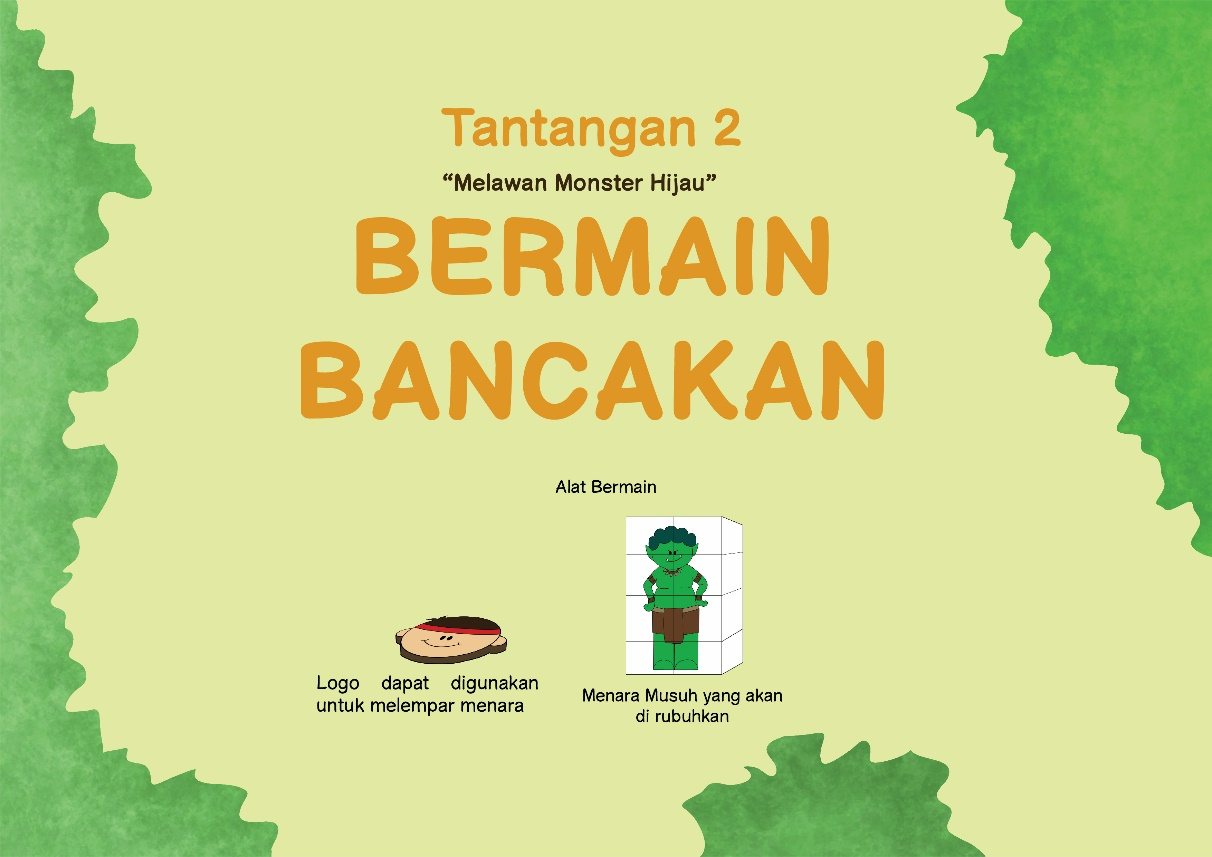 Tantangan 2
“Melawan Monster Hijau”
BERMAIN
BANCAKAN
Alat Bermain
Logo dapat digunakan
untuk melempar menara
Menara Musuh yang akan
di rubuhkan